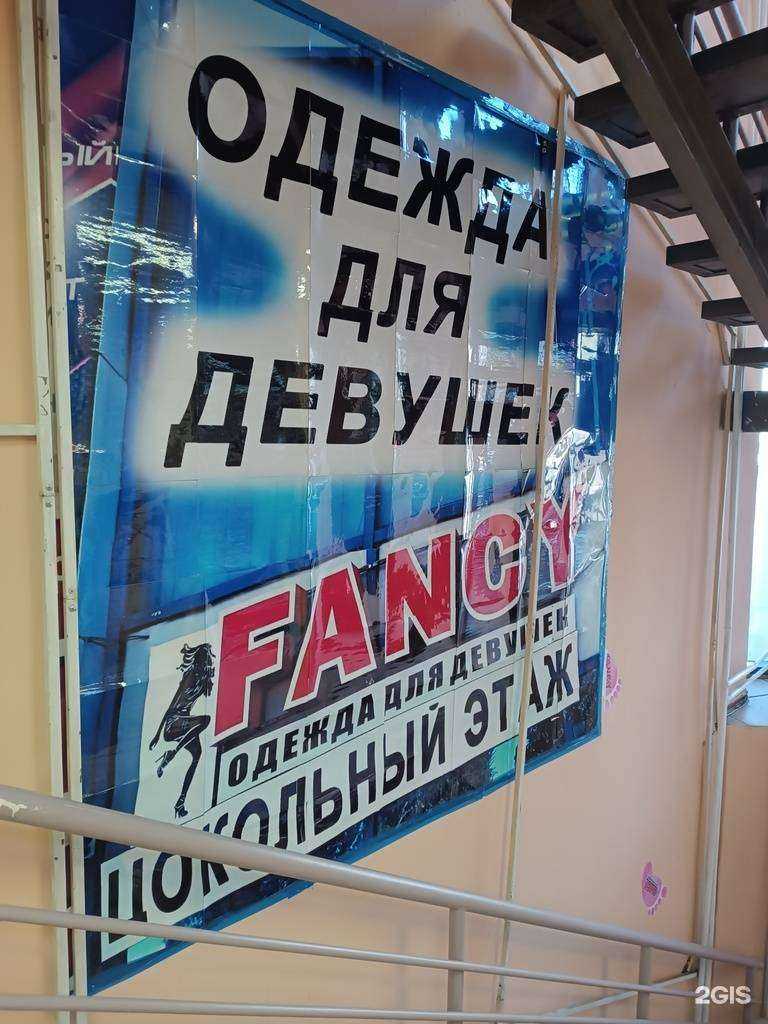 ОДЕЖДА
ДЛЯ
ДЕВУШЕК
FANCY
ОДЕЖДА ДЛЯ ДЕВУШЕК
ЦОКОЛЬНЫЙ ЭТАЖ
2GIS